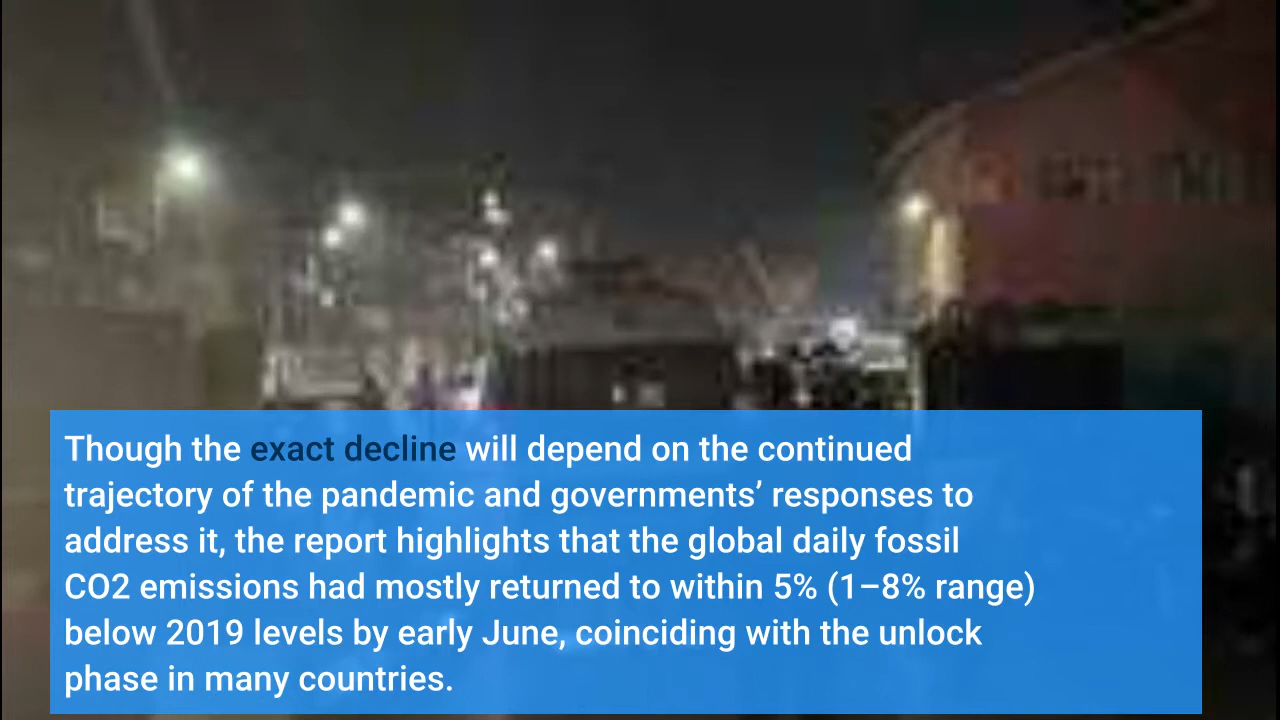 Though the exact decline will depend on the continued
trajectory of the pandemic and governments’ responses to
address it, the report highlights that the global daily fossil
CO2 emissions had mostly returned to within 5% (1–8% range)
below 2019 levels by early June, coinciding with the unlock
phase in many countries.